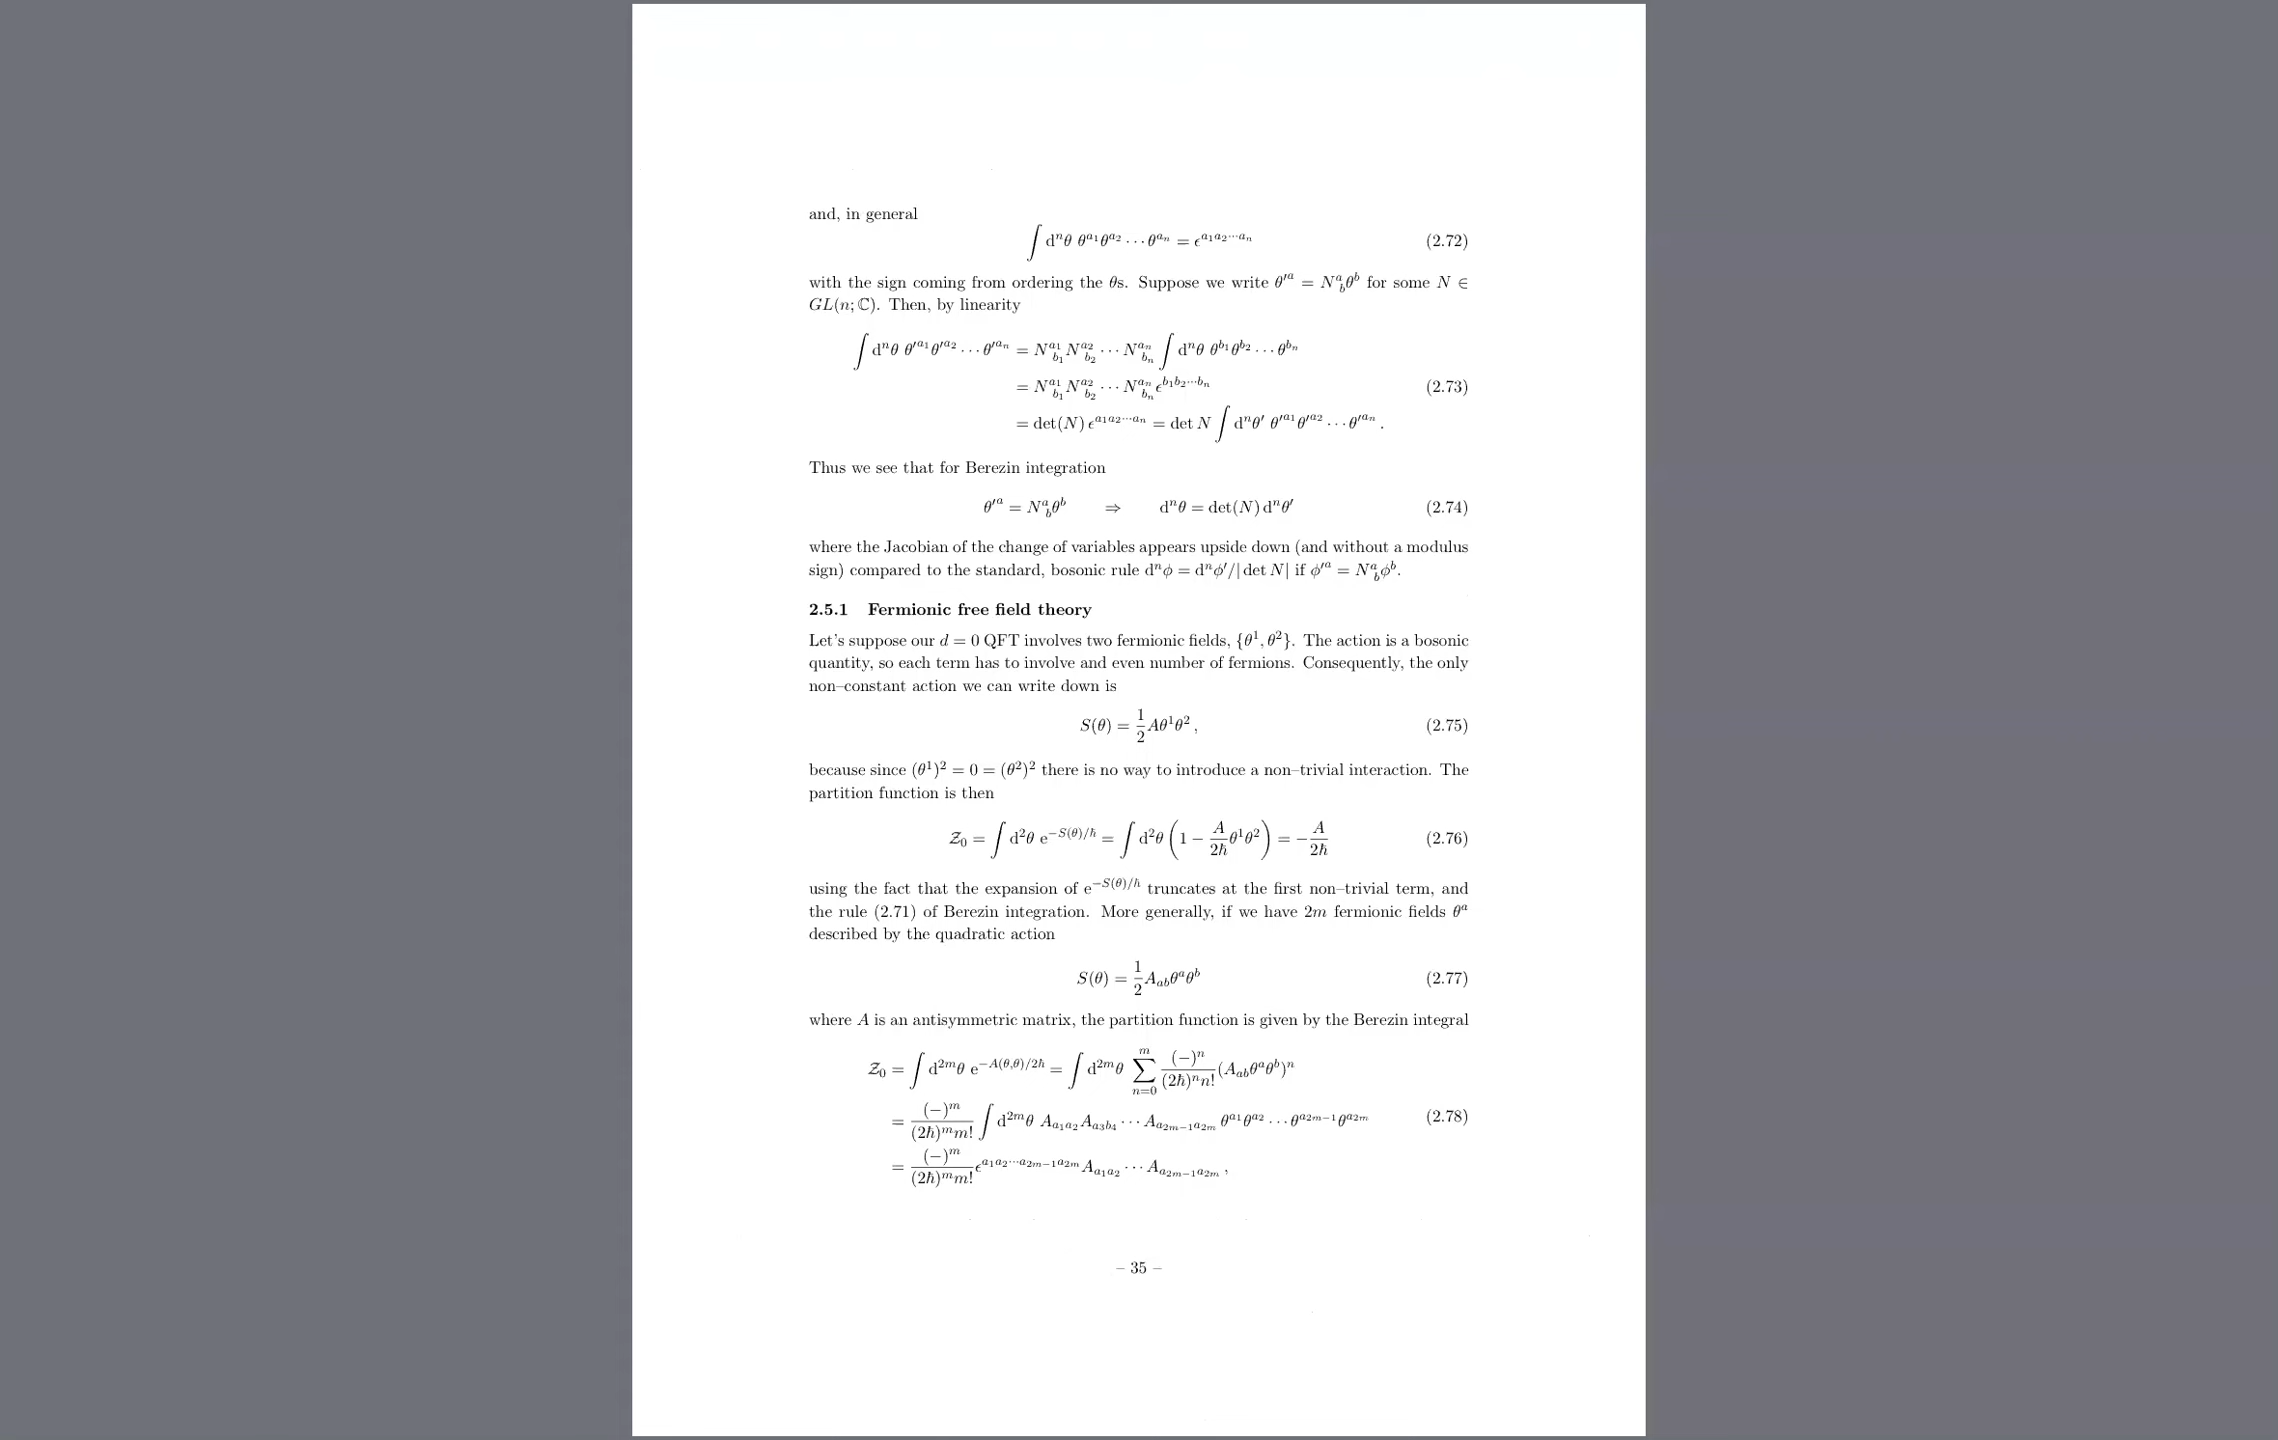 and, in general
∫ dⁿθ θ^{a₁}θ^{a₂} ⋯ θ^{aₙ} = ϵ^{a₁a₂⋯aₙ} (2.72)
with the sign coming from ordering the θs. Suppose we write θ′^a = N^a_b θ^b for some N ∈
GL(n; ℂ). Then, by linearity
∫ dⁿθ θ′^{a₁}θ′^{a₂} ⋯ θ′^{aₙ} = N^{a₁}_{b₁} N^{a₂}_{b₂} ⋯ N^{aₙ}_{bₙ} ∫ dⁿθ θ^{b₁}θ^{b₂} ⋯ θ^{bₙ}
= N^{a₁}_{b₁} N^{a₂}_{b₂} ⋯ N^{aₙ}_{bₙ} ϵ^{b₁b₂⋯bₙ} (2.73)
= det(N) ϵ^{a₁a₂⋯aₙ} = det N ∫ dⁿθ′ θ′^{a₁}θ′^{a₂} ⋯ θ′^{aₙ} .
Thus we see that for Berezin integration
θ′^a = N^a_b θ^b ⇒ dⁿθ = det(N) dⁿθ′ (2.74)
where the Jacobian of the change of variables appears upside down (and without a modulus
sign) compared to the standard, bosonic rule dⁿϕ = dⁿϕ′/| det N| if ϕ′^a = N^a_b ϕ^b.
2.5.1 Fermionic free field theory
Let's suppose our d = 0 QFT involves two fermionic fields, {θ¹, θ²}. The action is a bosonic
quantity, so each term has to involve and even number of fermions. Consequently, the only
non–constant action we can write down is
S(θ) = 1/2 Aθ¹θ² , (2.75)
because since (θ¹)² = 0 = (θ²)² there is no way to introduce a non–trivial interaction. The
partition function is then
𝒵₀ = ∫ d²θ e^{−S(θ)/ħ} = ∫ d²θ (1 − A/2ħ θ¹θ²) = − A/2ħ (2.76)
using the fact that the expansion of e^{−S(θ)/ħ} truncates at the first non–trivial term, and
the rule (2.71) of Berezin integration. More generally, if we have 2m fermionic fields θ^a
described by the quadratic action
S(θ) = 1/2 A_{ab}θ^aθ^b (2.77)
where A is an antisymmetric matrix, the partition function is given by the Berezin integral
𝒵₀ = ∫ d^{2m}θ e^{−A(θ,θ)/2ħ} = ∫ d^{2m}θ ∑_{n=0}^{m} (−)ⁿ/((2ħ)ⁿn!) (A_{ab}θ^aθ^b)ⁿ
= (−)^m/((2ħ)^m m!) ∫ d^{2m}θ A_{a₁a₂}A_{a₃b₄} ⋯ A_{a_{2m−1}a_{2m}} θ^{a₁}θ^{a₂} ⋯ θ^{a_{2m−1}}θ^{a_{2m}} (2.78)
= (−)^m/((2ħ)^m m!) ϵ^{a₁a₂⋯a_{2m−1}a_{2m}} A_{a₁a₂} ⋯ A_{a_{2m−1}a_{2m}} ,
– 35 –